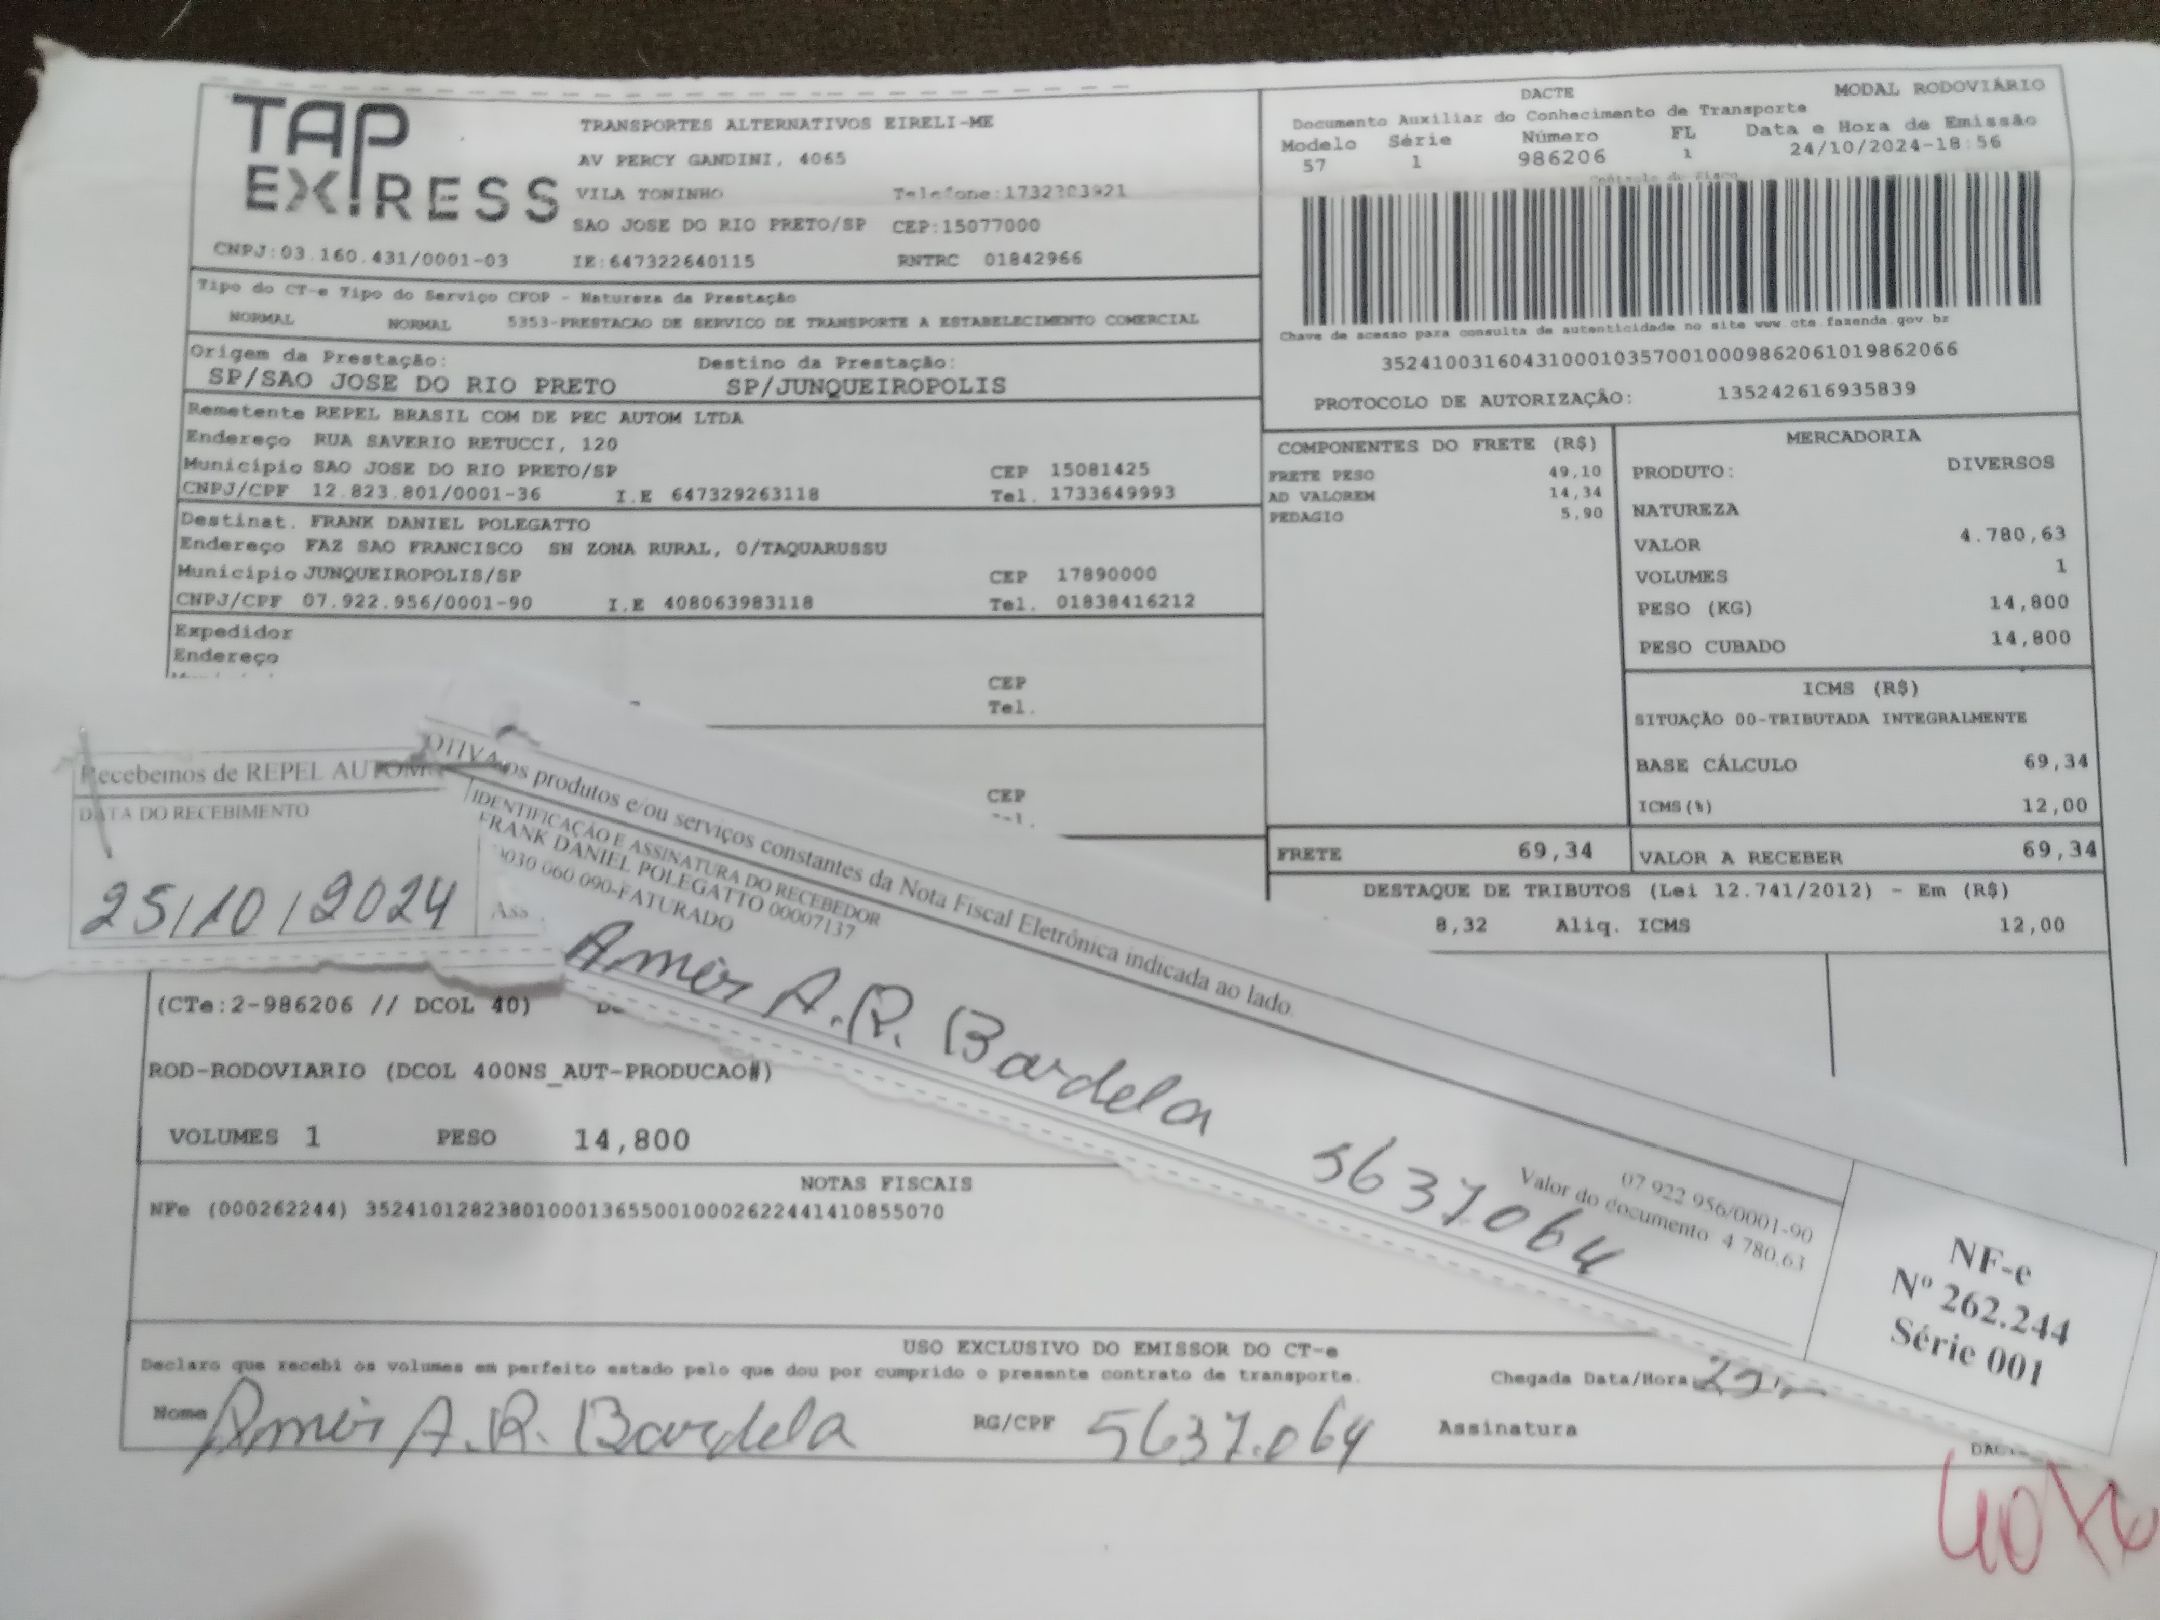 TAP EXPRESS
TRANSPORTES ALTERNATIVOS EIRELI-ME
AV PERCY GANDINI, 4065
VILA TONINHO
SAO JOSE DO RIO PRETO/SP CEP:15077000
CNPJ:03.160.431/0001-03 IE:647322640115 RNTRC 01842966
DACTE MODAL RODOVIÁRIO
Documento Auxiliar do Conhecimento de Transporte
Modelo Série Número FL Data e Hora de Emissão
57 1 986206 1 24/10/2024-18:56
Controle do Fisco
Chave de acesso para consulta de autenticidade no site www.cte.fazenda.gov.br
35241003160431000103570010009862061019862066
PROTOCOLO DE AUTORIZAÇÃO: 135242616935839
Tipo do CT-e Tipo do Serviço CFOP - Natureza da Prestação
NORMAL NORMAL 5353-PRESTACAO DE SERVICO DE TRANSPORTE A ESTABELECIMENTO COMERCIAL
Origem da Prestação: Destino da Prestação:
SP/SAO JOSE DO RIO PRETO SP/JUNQUEIROPOLIS
Remetente REPEL BRASIL COM DE PEC AUTOM LTDA
Endereço RUA SAVERIO RETUCCI, 120
Município SAO JOSE DO RIO PRETO/SP CEP 15081425
CNPJ/CPF 12.823.801/0001-36 I.E 647329263118 Tel. 1733649993
Destinat. FRANK DANIEL POLEGATTO
Endereço FAZ SAO FRANCISCO SN ZONA RURAL, 0/TAQUARUSSU
Município JUNQUEIROPOLIS/SP CEP 17890000
CNPJ/CPF 07.922.956/0001-90 I.E 408063983118 Tel. 01838416212
Expedidor
Endereço
CEP
Tel.
CEP
COMPONENTES DO FRETE (R$)
FRETE PESO 49,10
AD VALOREM 14,34
PEDAGIO 5,90
MERCADORIA
PRODUTO: DIVERSOS
NATUREZA
VALOR 4.780,63
VOLUMES 1
PESO (KG) 14,800
PESO CUBADO 14,800
ICMS (R$)
SITUAÇÃO 00-TRIBUTADA INTEGRALMENTE
BASE CÁLCULO 69,34
ICMS(%) 12,00
FRETE 69,34 VALOR A RECEBER 69,34
DESTAQUE DE TRIBUTOS (Lei 12.741/2012) - Em (R$)
8,32 Aliq. ICMS 12,00
Recebemos de REPEL AUTOM
OTIVA os produtos e/ou serviços constantes da Nota Fiscal Eletrônica indicada ao lado.
DATA DO RECEBIMENTO
25/10/2024
IDENTIFICAÇÃO E ASSINATURA DO RECEBEDOR
FRANK DANIEL POLEGATTO 00007137
030 060 090-FATURADO
Ass.
Amir A.R. Bardela 5637064
07.922.956/0001-90
Valor do documento 4.780,63
NF-e
Nº 262.244
Série 001
(CTe:2-986206 // DCOL 40)
ROD-RODOVIARIO (DCOL 400NS_AUT-PRODUCAO#)
VOLUMES 1 PESO 14,800
NOTAS FISCAIS
NFe (000262244) 35241012823801000136550010002622441410855070
USO EXCLUSIVO DO EMISSOR DO CT-e
Declaro que recebi os volumes em perfeito estado pelo que dou por cumprido o presente contrato de transporte.
Chegada Data/Hora
Nome Amir A.R. Bardela RG/CPF 5637.064 Assinatura